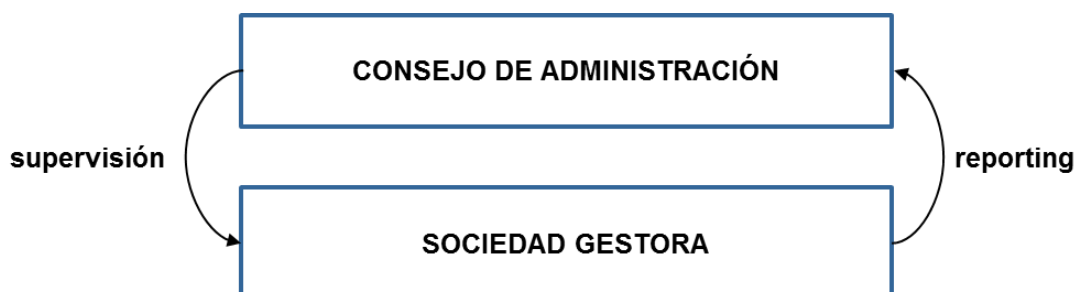 CONSEJO DE ADMINISTRACIÓN
supervisión
reporting
SOCIEDAD GESTORA